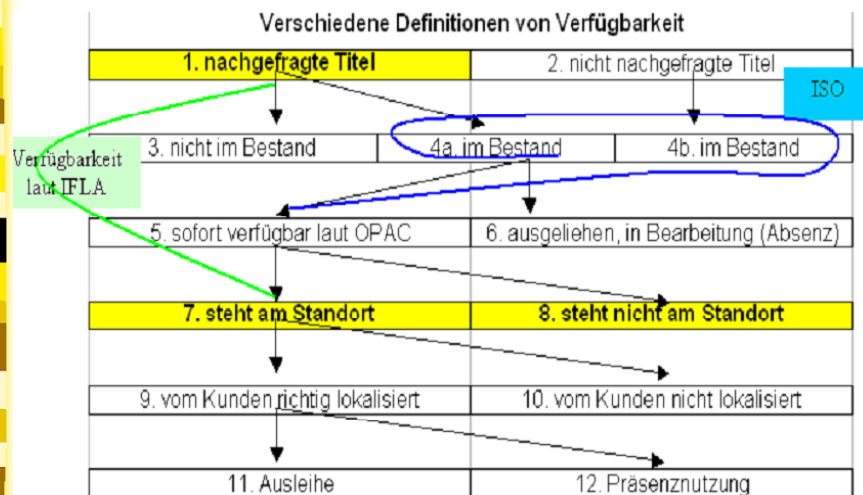 Verschiedene Definitionen von Verfügbarkeit
1. nachgefragte Titel
2. nicht nachgefragte Titel
ISO
Verfügbarkeit
laut IFLA
3. nicht im Bestand
4a. im Bestand
4b. im Bestand
5. sofort verfügbar laut OPAC
6. ausgeliehen, in Bearbeitung (Absenz)
7. steht am Standort
8. steht nicht am Standort
9. vom Kunden richtig lokalisiert
10. vom Kunden nicht lokalisiert
11. Ausleihe
12. Präsenznutzung